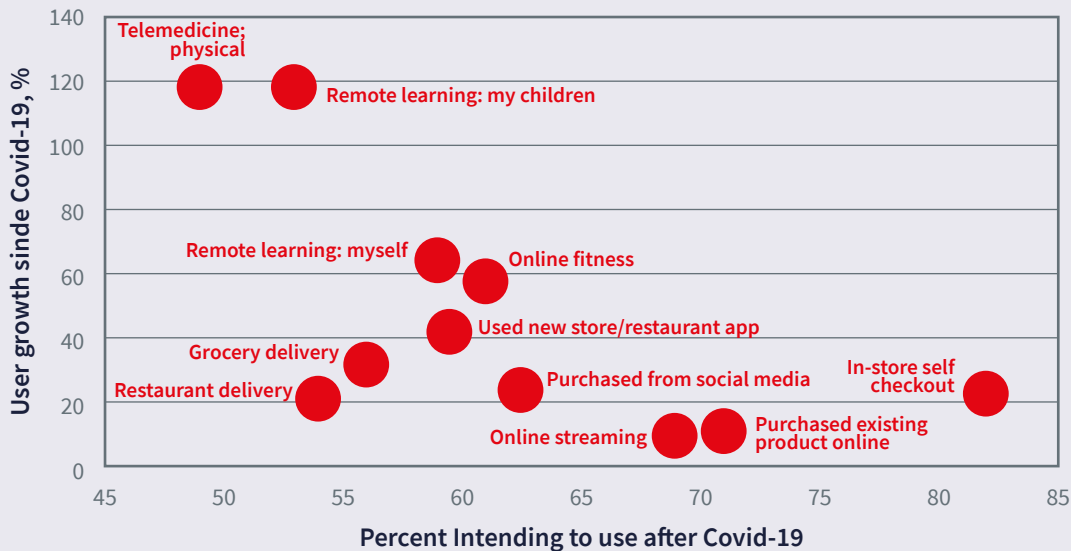 140
120
100
80
60
40
20
0
User growth sinde Covid-19, %
Telemedicine;
physical
Remote learning: my children
Remote learning: myself
Online fitness
Used new store/restaurant app
Grocery delivery
Restaurant delivery
Purchased from social media
In-store self
checkout
Online streaming
Purchased existing
product online
45 50 55 60 65 70 75 80 85
Percent Intending to use after Covid-19